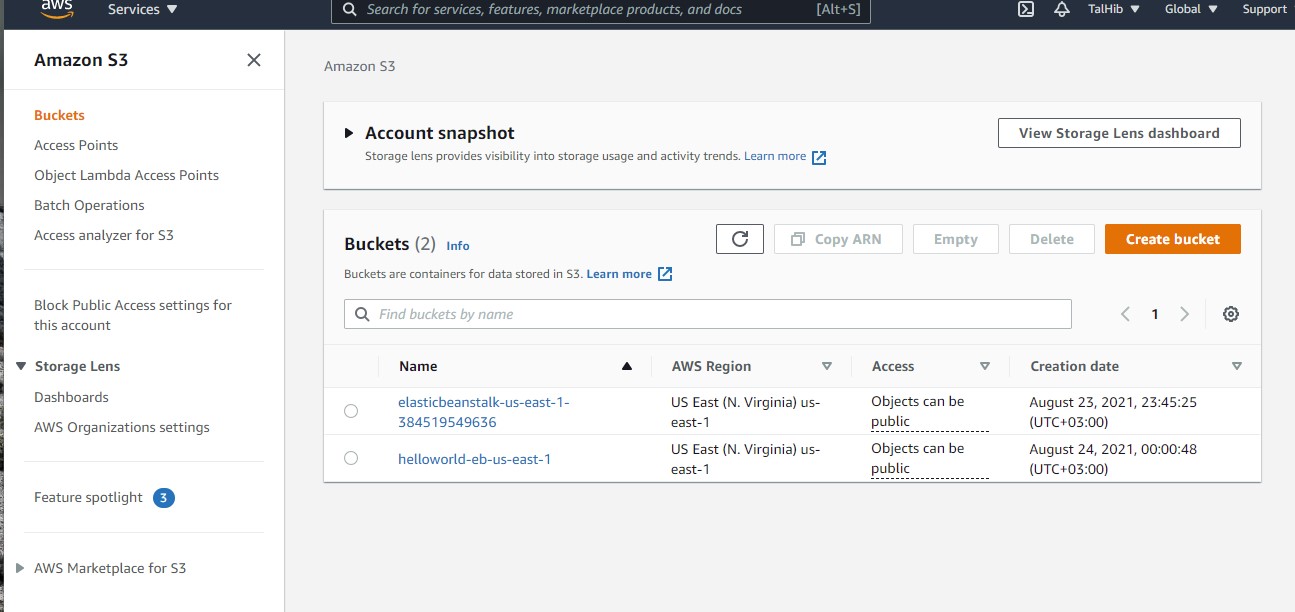 aws
Services
Search for services, features, marketplace products, and docs
[Alt+S]
TalHib
Global
Support
Amazon S3
Buckets
Access Points
Object Lambda Access Points
Batch Operations
Access analyzer for S3
Block Public Access settings for
this account
Storage Lens
Dashboards
AWS Organizations settings
Feature spotlight 3
AWS Marketplace for S3
Amazon S3
Account snapshot
Storage lens provides visibility into storage usage and activity trends. Learn more
View Storage Lens dashboard
Buckets (2) Info
Buckets are containers for data stored in S3. Learn more
Copy ARN
Empty
Delete
Create bucket
Find buckets by name
1
Name
AWS Region
Access
Creation date
elasticbeanstalk-us-east-1-
384519549636
US East (N. Virginia) us-
east-1
Objects can be
public
August 23, 2021, 23:45:25
(UTC+03:00)
helloworld-eb-us-east-1
US East (N. Virginia) us-
east-1
Objects can be
public
August 24, 2021, 00:00:48
(UTC+03:00)